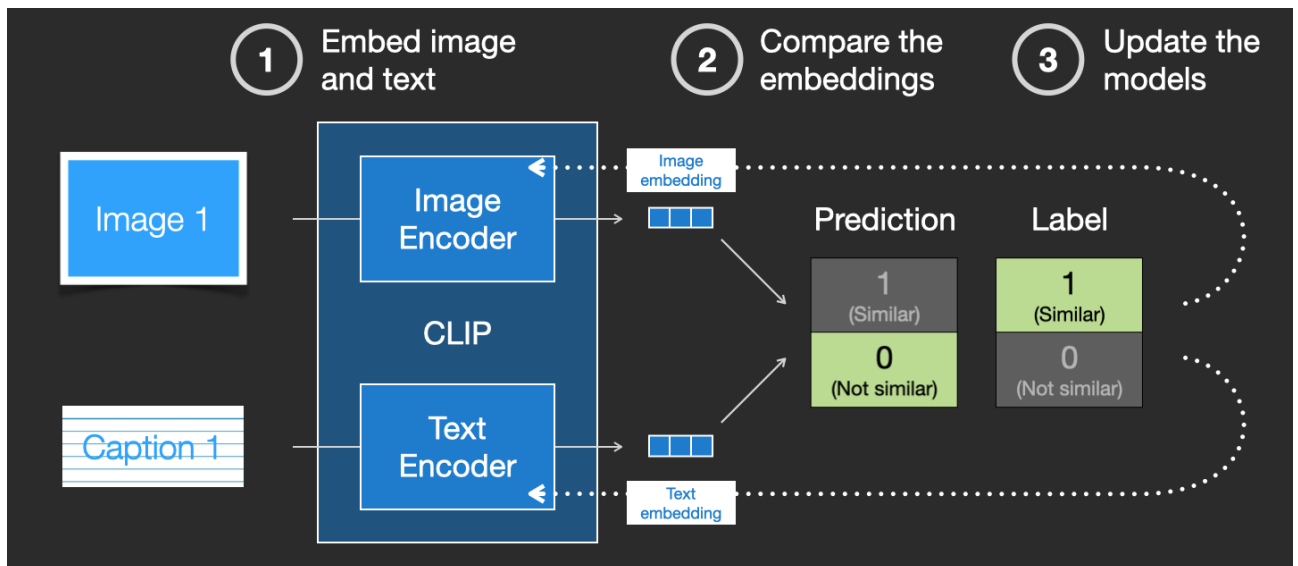 1
Embed image
and text
2
Compare the
embeddings
3
Update the
models
Image 1
Image
Encoder
Image
embedding
CLIP
Caption 1
Text
Encoder
Text
embedding
Prediction
1
(Similar)
0
(Not similar)
Label
1
(Similar)
0
(Not similar)